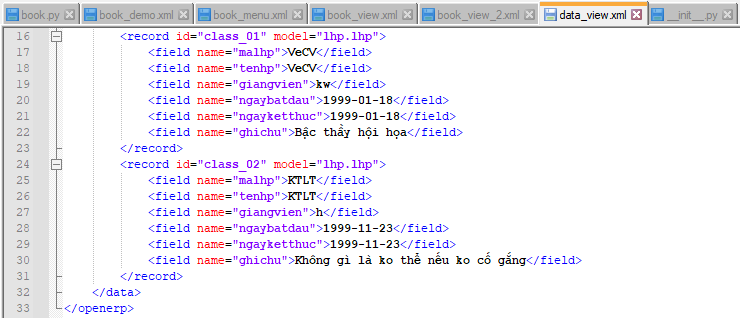 book.py book_demo.xml book_menu.xml book_view.xml book_view_2.xml data_view.xml __init__.py
16 <record id="class_01" model="lhp.lhp">
17 <field name="malhp">VeCV</field>
18 <field name="tenhp">VeCV</field>
19 <field name="giangvien">kw</field>
20 <field name="ngaybatdau">1999-01-18</field>
21 <field name="ngayketthuc">1999-01-18</field>
22 <field name="ghichu">Bậc thầy hội họa</field>
23 </record>
24 <record id="class_02" model="lhp.lhp">
25 <field name="malhp">KTLT</field>
26 <field name="tenhp">KTLT</field>
27 <field name="giangvien">h</field>
28 <field name="ngaybatdau">1999-11-23</field>
29 <field name="ngayketthuc">1999-11-23</field>
30 <field name="ghichu">Không gì là ko thể nếu ko cố gắng</field>
31 </record>
32 </data>
33 </openerp>